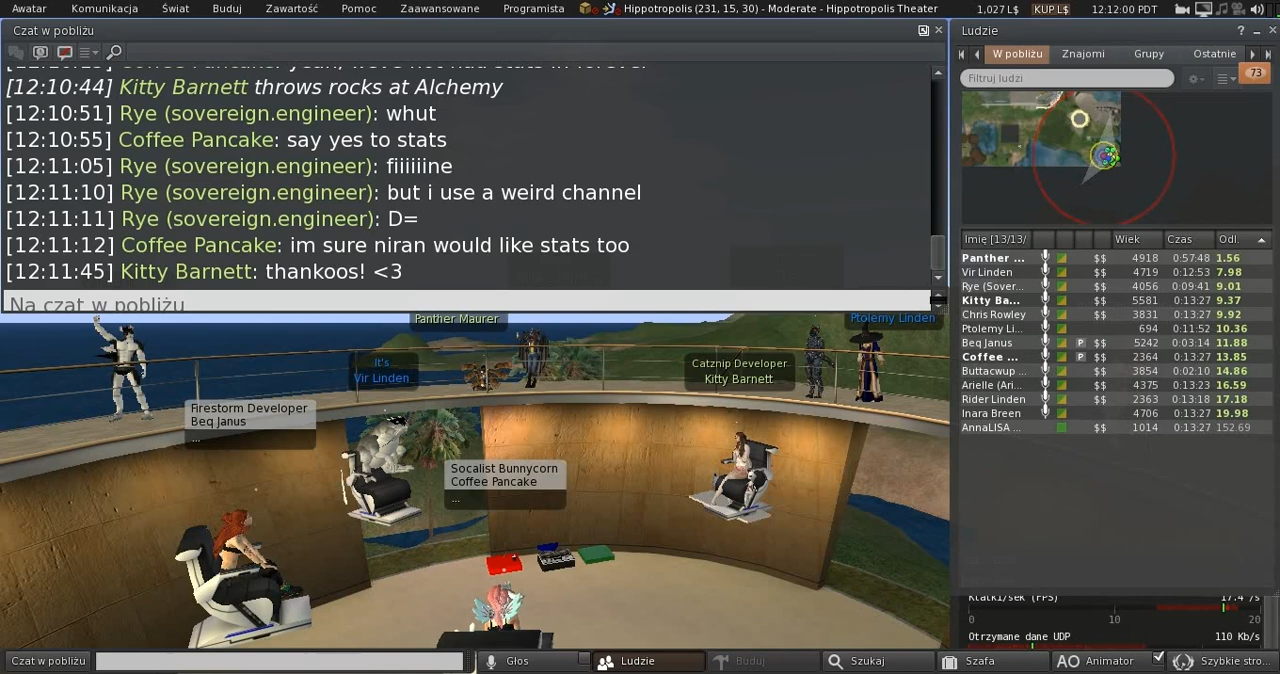 Awatar Komunikacja Świat Buduj Zawartość Pomoc Zaawansowane Programista Hippotropolis (231, 15, 30) - Moderate - Hippotropolis Theater 1,027 L$ KUP L$ 12:12:00 PDT
Czat w pobliżu
[12:10:44] Kitty Barnett throws rocks at Alchemy
[12:10:51] Rye (sovereign.engineer): whut
[12:10:55] Coffee Pancake: say yes to stats
[12:11:05] Rye (sovereign.engineer): fiiiiiine
[12:11:10] Rye (sovereign.engineer): but i use a weird channel
[12:11:11] Rye (sovereign.engineer): D=
[12:11:12] Coffee Pancake: im sure niran would like stats too
[12:11:45] Kitty Barnett: thankoos! <3
Na czat w pobliżu
Panther Maurer
Ptolemy Linden
It's
Vir Linden
Catznip Developer
Kitty Barnett
Firestorm Developer
Beq Janus
...
Socalist Bunnycorn
Coffee Pancake
...
Ludzie ? _ ×
W pobliżu Znajomi Grupy Ostatnie
Filtruj ludzi 73
Imię [13/13/ Wiek Czas Odl.
Panther ... $$ 4918 0:57:48 1.56
Vir Linden 4719 0:12:53 7.98
Rye (Sover... $$ 4056 0:09:41 9.01
Kitty Ba... $$ 5581 0:13:27 9.37
Chris Rowley $$ 3831 0:13:27 9.92
Ptolemy Li... 694 0:11:52 10.36
Beq Janus P $$ 5242 0:03:14 11.88
Coffee ... P $$ 2364 0:13:27 13.85
Buttacwup ... $$ 3854 0:02:10 14.86
Arielle (Ari... $$ 4375 0:13:23 16.59
Rider Linden $$ 2363 0:13:18 17.18
Inara Breen 4706 0:13:27 19.98
AnnaLISA ... $$ 1014 0:13:27 152.69
Klatki/sek (FPS) 17.4 /s
0 10 20
Otrzymane dane UDP 110 Kb/s
Czat w pobliżu Głos Ludzie Buduj Szukaj Szafa AO Animator Szybkie stro...